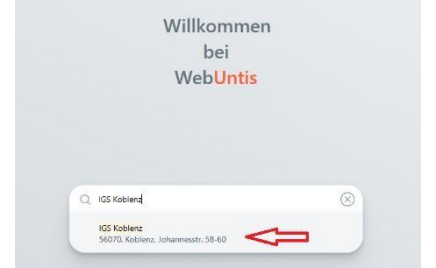 Willkommen
bei
WebUntis
IGS Koblenz
IGS Koblenz
56070, Koblenz, Johannesstr. 58-60